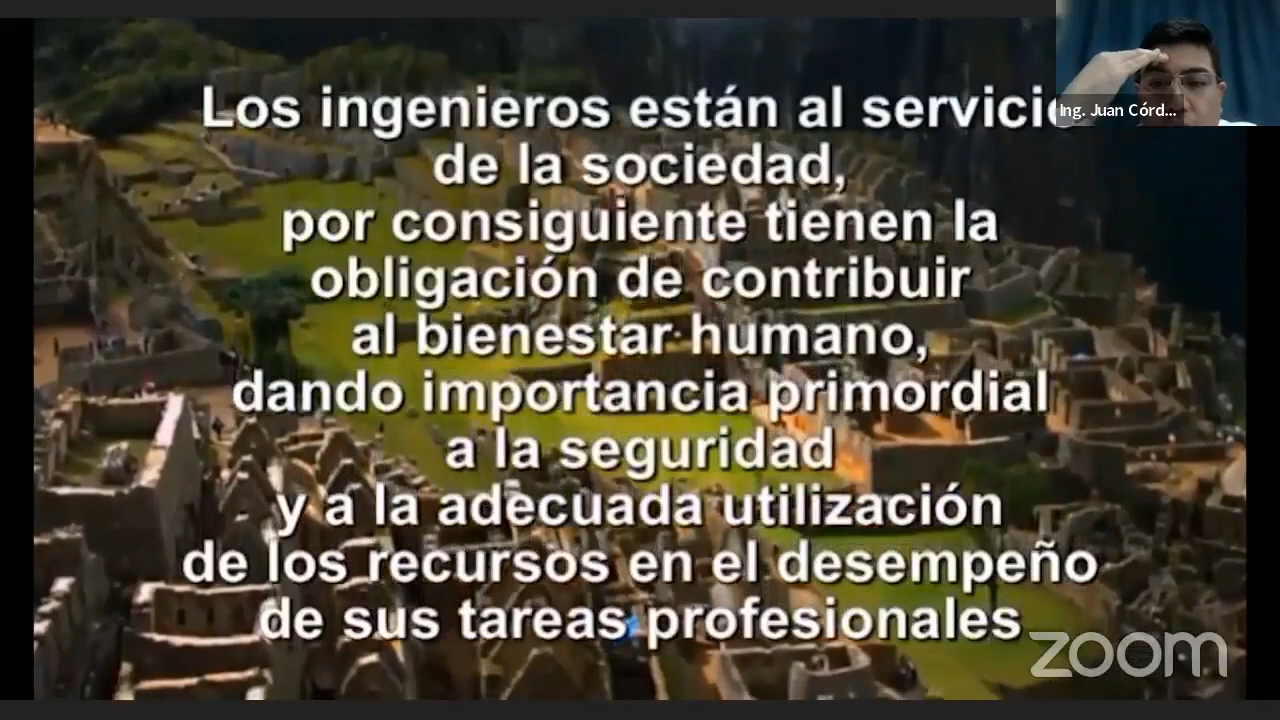 Los ingenieros están al servicio
de la sociedad,
por consiguiente tienen la
obligación de contribuir
al bienestar humano,
dando importancia primordial
a la seguridad
y a la adecuada utilización
de los recursos en el desempeño
de sus tareas profesionales
Ing. Juan Córd...
zoom